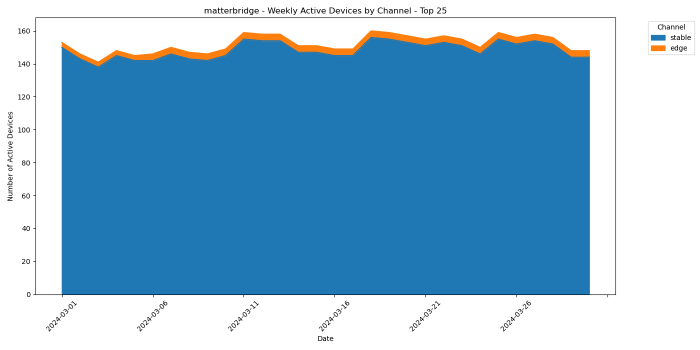 matterbridge - Weekly Active Devices by Channel - Top 25
Channel
stable
edge
Number of Active Devices
160
140
120
100
80
60
40
20
0
2024-03-01
2024-03-06
2024-03-11
2024-03-16
2024-03-21
2024-03-26
Date